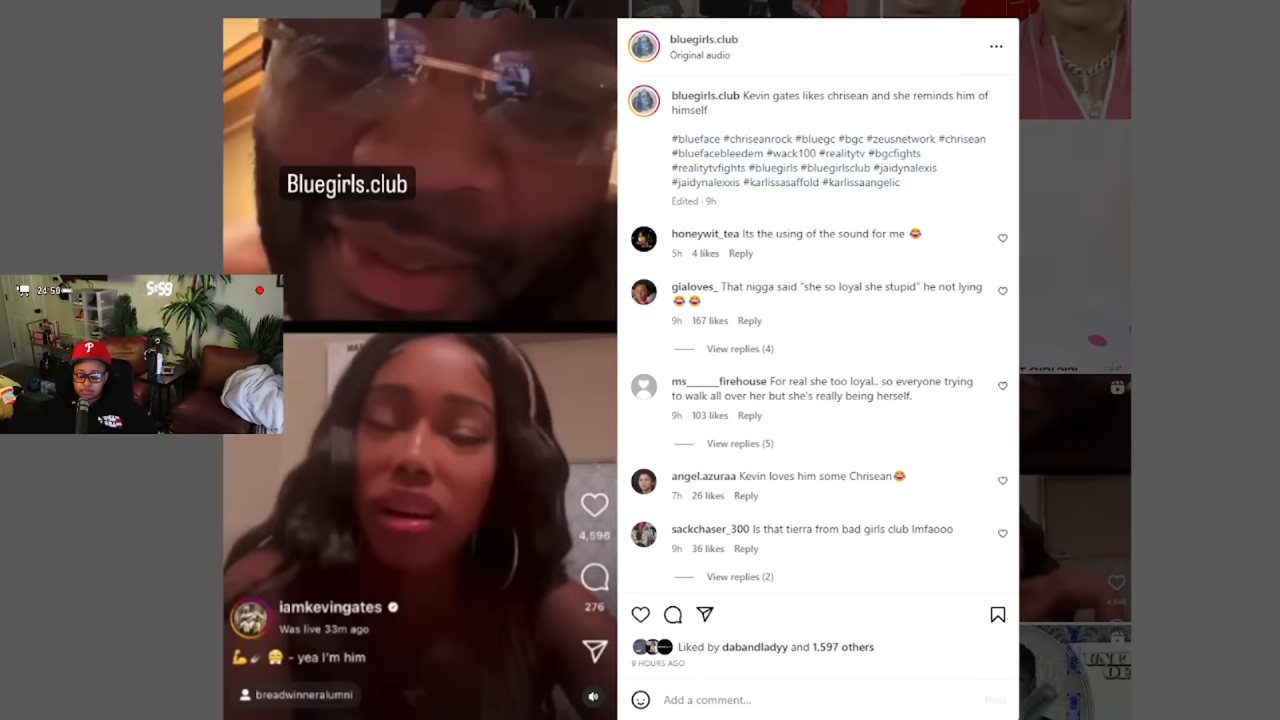 bluegirls.club
Original audio
bluegirls.club Kevin gates likes chrisean and she reminds him of
himself
#blueface #chriseanrock #bluegc #bgc #zeusnetwork #chrisean
#bluefacebleedem #wack100 #realitytv #bgcfights
#realitytvfights #bluegirls #bluegirlsclub #jaidynalexis
#jaidynalexxis #karlissasaffold #karlissaangelic
Edited · 9h
honeywit_tea Its the using of the sound for me 😂
5h 4 likes Reply
gialoves_ That nigga said "she so loyal she stupid" he not lying
😂😂
9h 167 likes Reply
View replies (4)
ms______firehouse For real she too loyal.. so everyone trying
to walk all over her but she's really being herself.
9h 103 likes Reply
View replies (5)
angel.azuraa Kevin loves him some Chrisean😂
7h 26 likes Reply
sackchaser_300 Is that tierra from bad girls club lmfaooo
9h 36 likes Reply
View replies (2)
Liked by dabandladyy and 1,597 others
9 HOURS AGO
Add a comment...
Post
Bluegirls.club
24:50
5:59
P
4,596
276
iamkevingates
Was live 33m ago
💪🏾☄️😤 - yea I'm him
breadwinneralumni